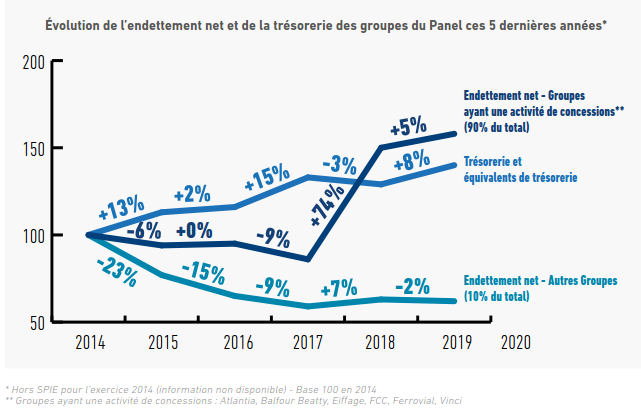 Évolution de l'endettement net et de la trésorerie des groupes du Panel ces 5 dernières années*
200
150
100
50
+13%
+2%
+15%
-3%
+8%
-6%
+0%
-9%
+74%
+5%
-23%
-15%
-9%
+7%
-2%
Endettement net - Groupes
ayant une activité de concessions**
(90% du total)
Trésorerie et
équivalents de trésorerie
Endettement net - Autres Groupes
(10% du total)
2014 2015 2016 2017 2018 2019 2020
* Hors SPIE pour l'exercice 2014 (information non disponible) - Base 100 en 2014
** Groupes ayant une activité de concessions : Atlantia, Balfour Beatty, Eiffage, FCC, Ferrovial, Vinci